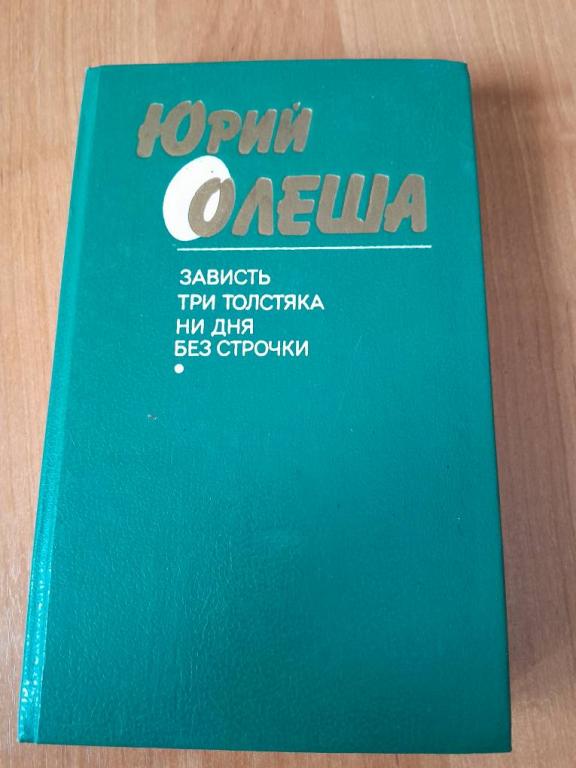 ЮРИЙ
ОЛЕША
ЗАВИСТЬ
ТРИ ТОЛСТЯКА
НИ ДНЯ
БЕЗ СТРОЧКИ